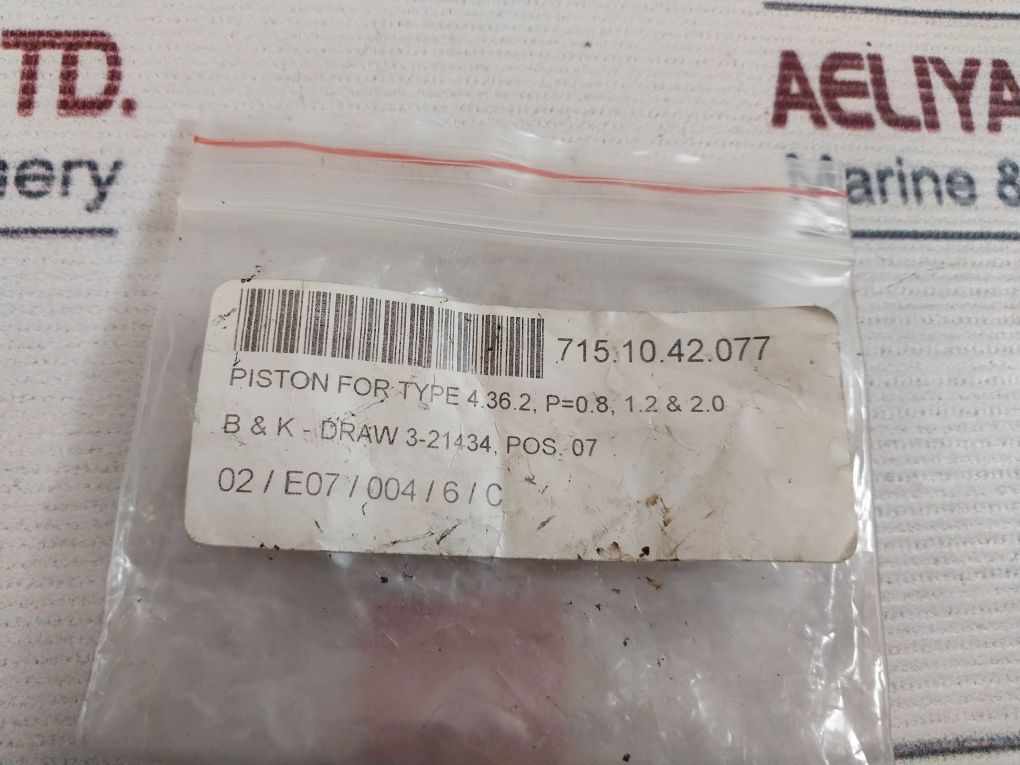 TD.
AELIYA
nery
Marine &
715.10.42.077
PISTON FOR TYPE 4.36.2, P=0.8, 1.2 & 2.0
B & K - DRAW 3-21434, POS. 07
02 / E07 / 004 / 6 / C